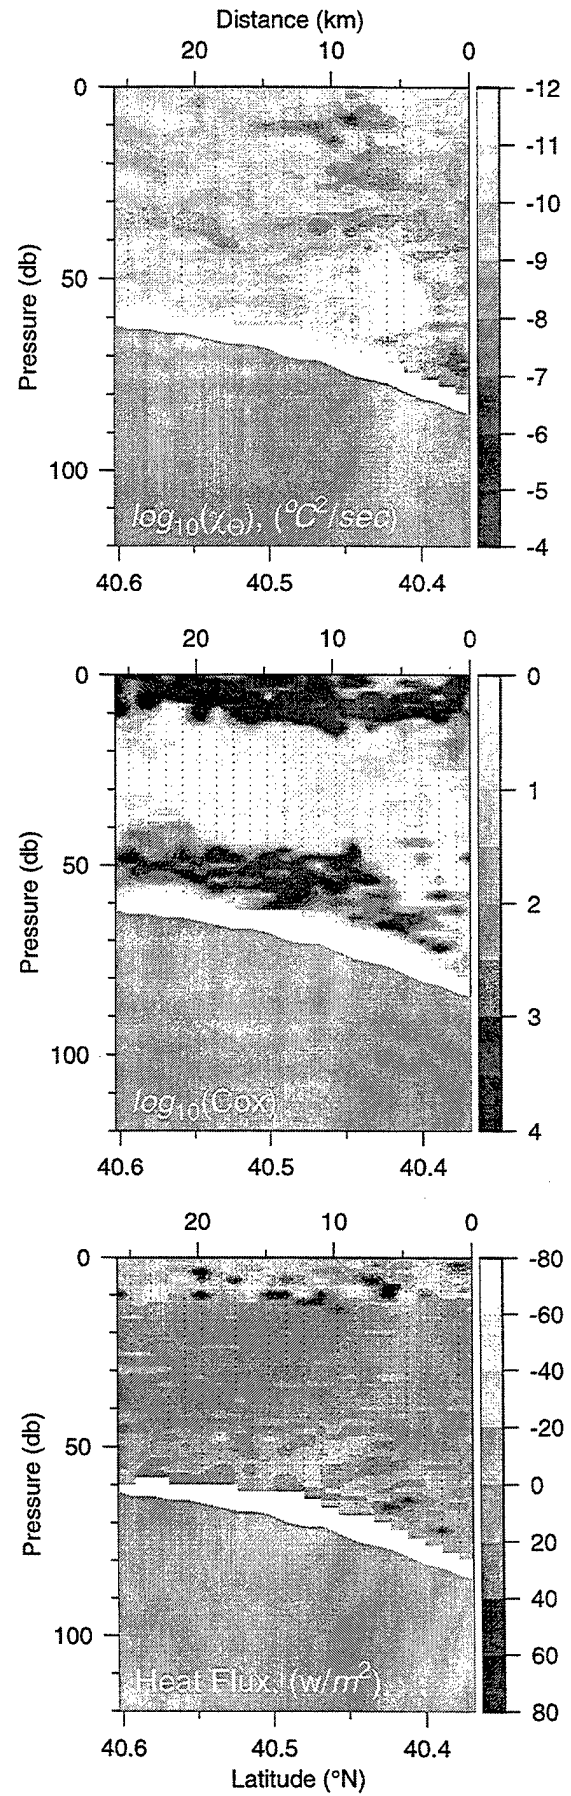 Distance (km)
20 10 0
0 -12
-11
-10
50 -9
-8
-7
100 -6
-5
-4
Pressure (db)
log10(χΘ), (°C²/sec)
40.6 40.5 40.4
20 10 0
0 0
1
50
2
3
100
4
Pressure (db)
log10(Cox)
40.6 40.5 40.4
20 10 0
0 -80
-60
-40
50 -20
0
20
100 40
60
80
Pressure (db)
Heat Flux, (w/m²)
40.6 40.5 40.4
Latitude (°N)